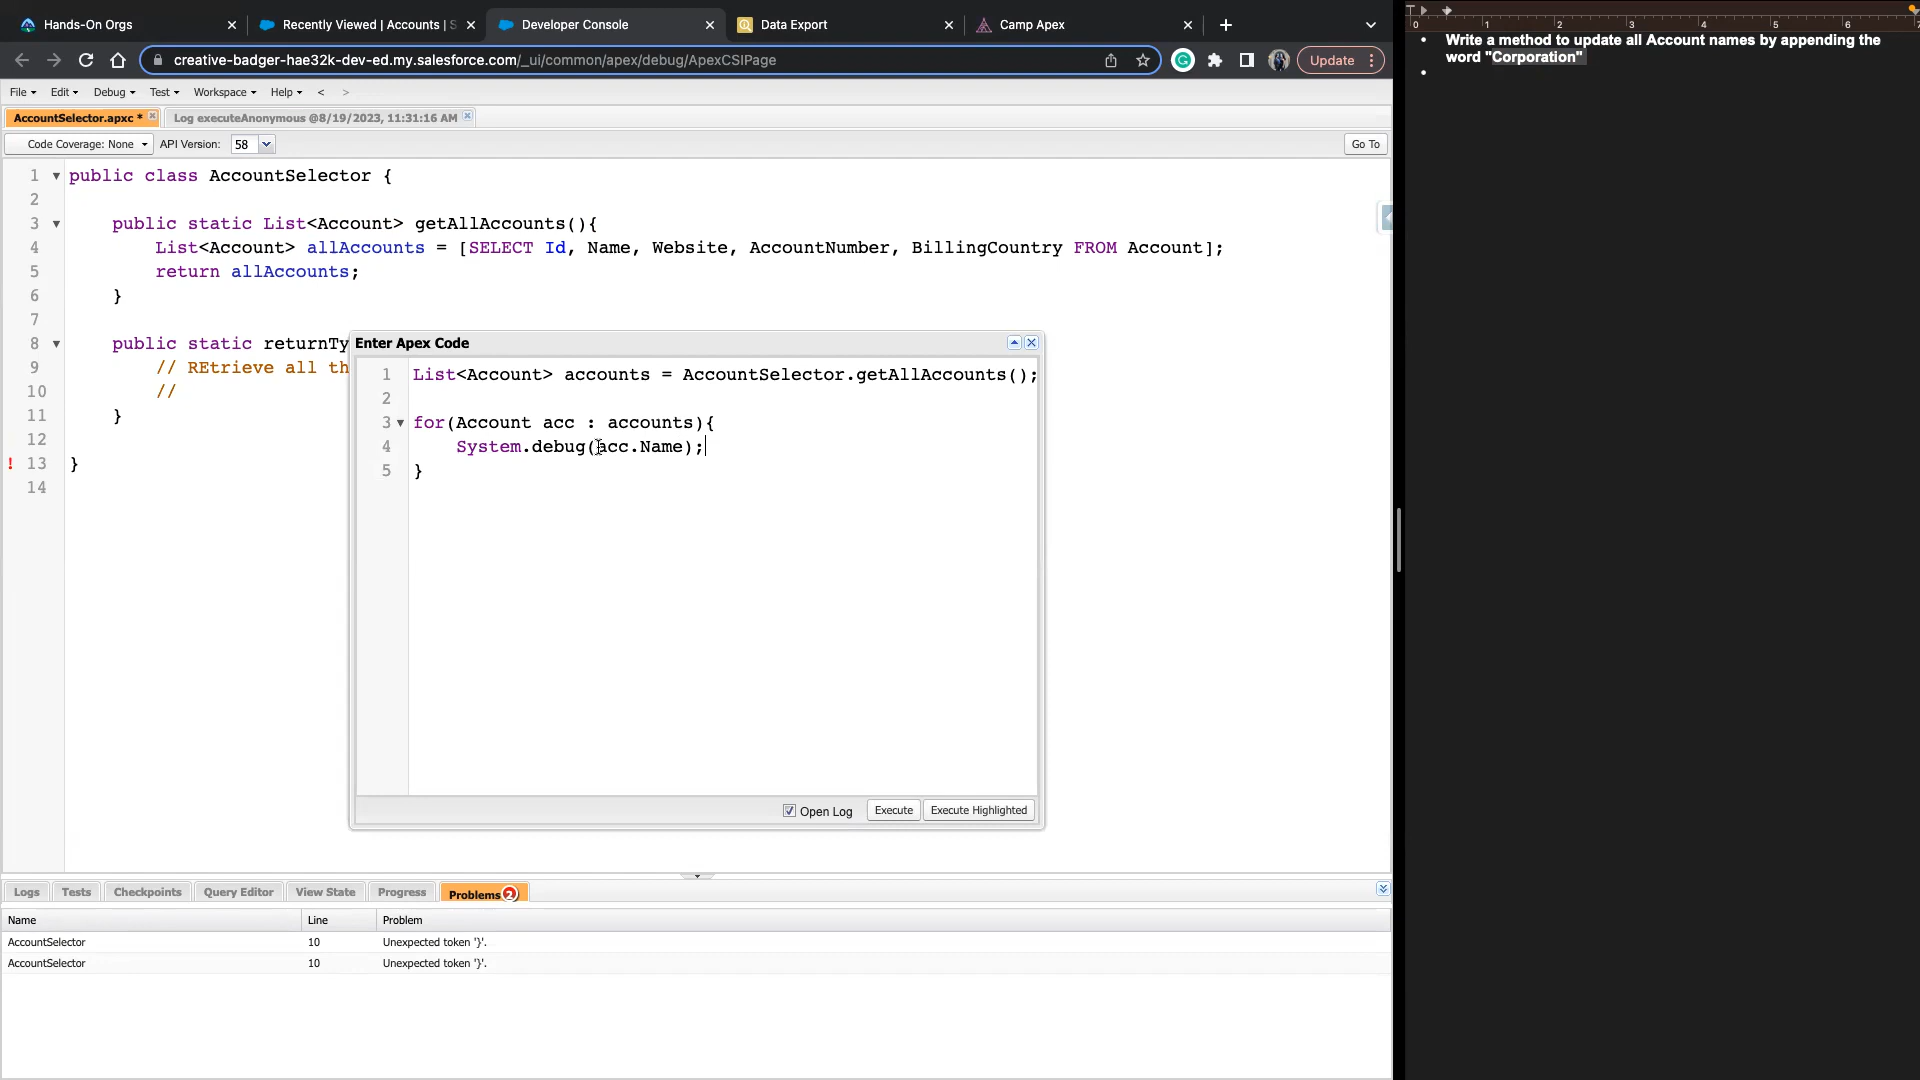 Hands-On Orgs
Recently Viewed | Accounts | S
Developer Console
Data Export
Camp Apex
creative-badger-hae32k-dev-ed.my.salesforce.com/_ui/common/apex/debug/ApexCSIPage
Update
File Edit Debug Test Workspace Help < >
AccountSelector.apxc *
Log executeAnonymous @8/19/2023, 11:31:16 AM
Code Coverage: None API Version: 58 Go To
1 public class AccountSelector {
2
3 public static List<Account> getAllAccounts(){
4 List<Account> allAccounts = [SELECT Id, Name, Website, AccountNumber, BillingCountry FROM Account];
5 return allAccounts;
6 }
7
8 public static returnTy
9 // REtrieve all th
10 //
11 }
12
13 }
14
Enter Apex Code
1 List<Account> accounts = AccountSelector.getAllAccounts();
2
3 for(Account acc : accounts){
4 System.debug(acc.Name);
5 }
Open Log Execute Execute Highlighted
Logs Tests Checkpoints Query Editor View State Progress Problems 2
Name Line Problem
AccountSelector 10 Unexpected token '}'.
AccountSelector 10 Unexpected token '}'.
0 1 2 3 4 5 6
• Write a method to update all Account names by appending the
word "Corporation"
•